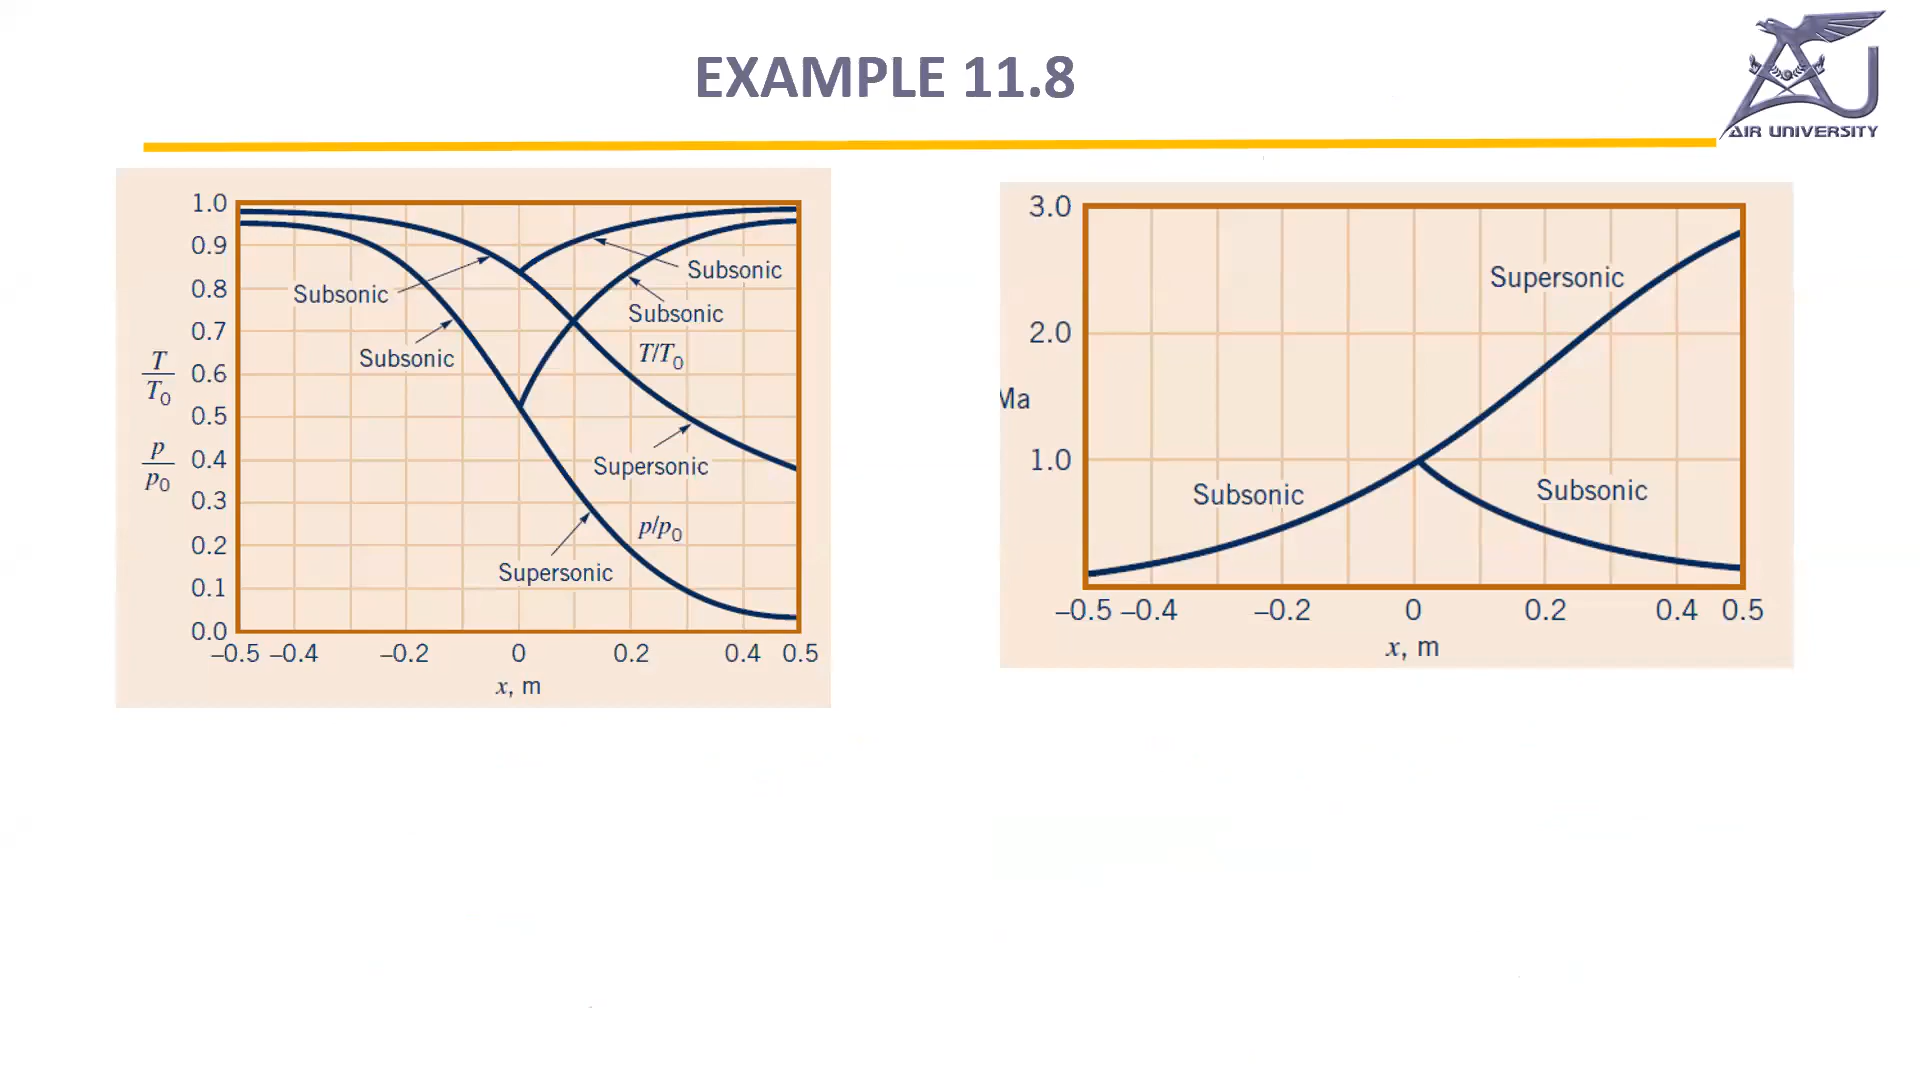 EXAMPLE 11.8
AIR UNIVERSITY
1.0
0.9
0.8
0.7
0.6
0.5
0.4
0.3
0.2
0.1
0.0
T
T0
p
p0
Subsonic
Subsonic
Subsonic
Subsonic
T/T0
Supersonic
p/p0
Supersonic
–0.5 –0.4 –0.2 0 0.2 0.4 0.5
x, m
3.0
2.0
1.0
Ma
Supersonic
Subsonic
Subsonic
–0.5 –0.4 –0.2 0 0.2 0.4 0.5
x, m